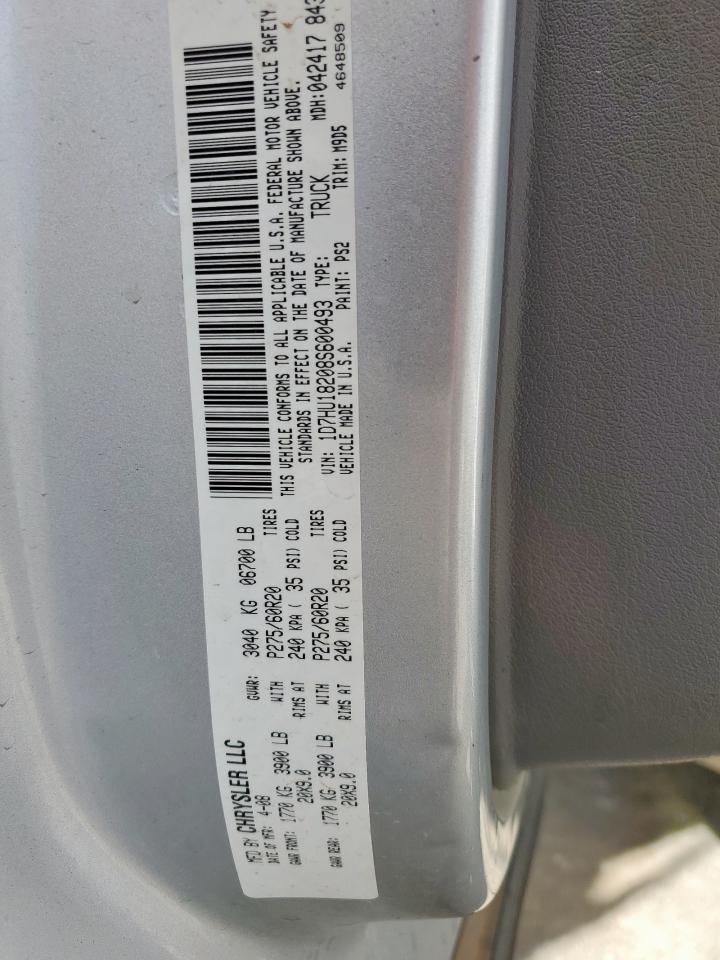 MFD BY CHRYSLER LLC
DATE OF MFR: 4-08 GVWR: 3040 KG 06700 LB
GAWR FRONT: 1770 KG 3900 LB WITH P275/60R20 TIRES
20X9.0 RIMS AT 240 KPA ( 35 PSI) COLD
GAWR REAR: 1770 KG 3900 LB WITH P275/60R20 TIRES
20X9.0 RIMS AT 240 KPA ( 35 PSI) COLD
THIS VEHICLE CONFORMS TO ALL APPLICABLE U.S.A. FEDERAL MOTOR VEHICLE SAFETY
STANDARDS IN EFFECT ON THE DATE OF MANUFACTURE SHOWN ABOVE.
VIN: 1D7HU18208S600493 TYPE: TRUCK MDH:042417 843
VEHICLE MADE IN U.S.A. PAINT: PS2 TRIM: M9D5 4648509